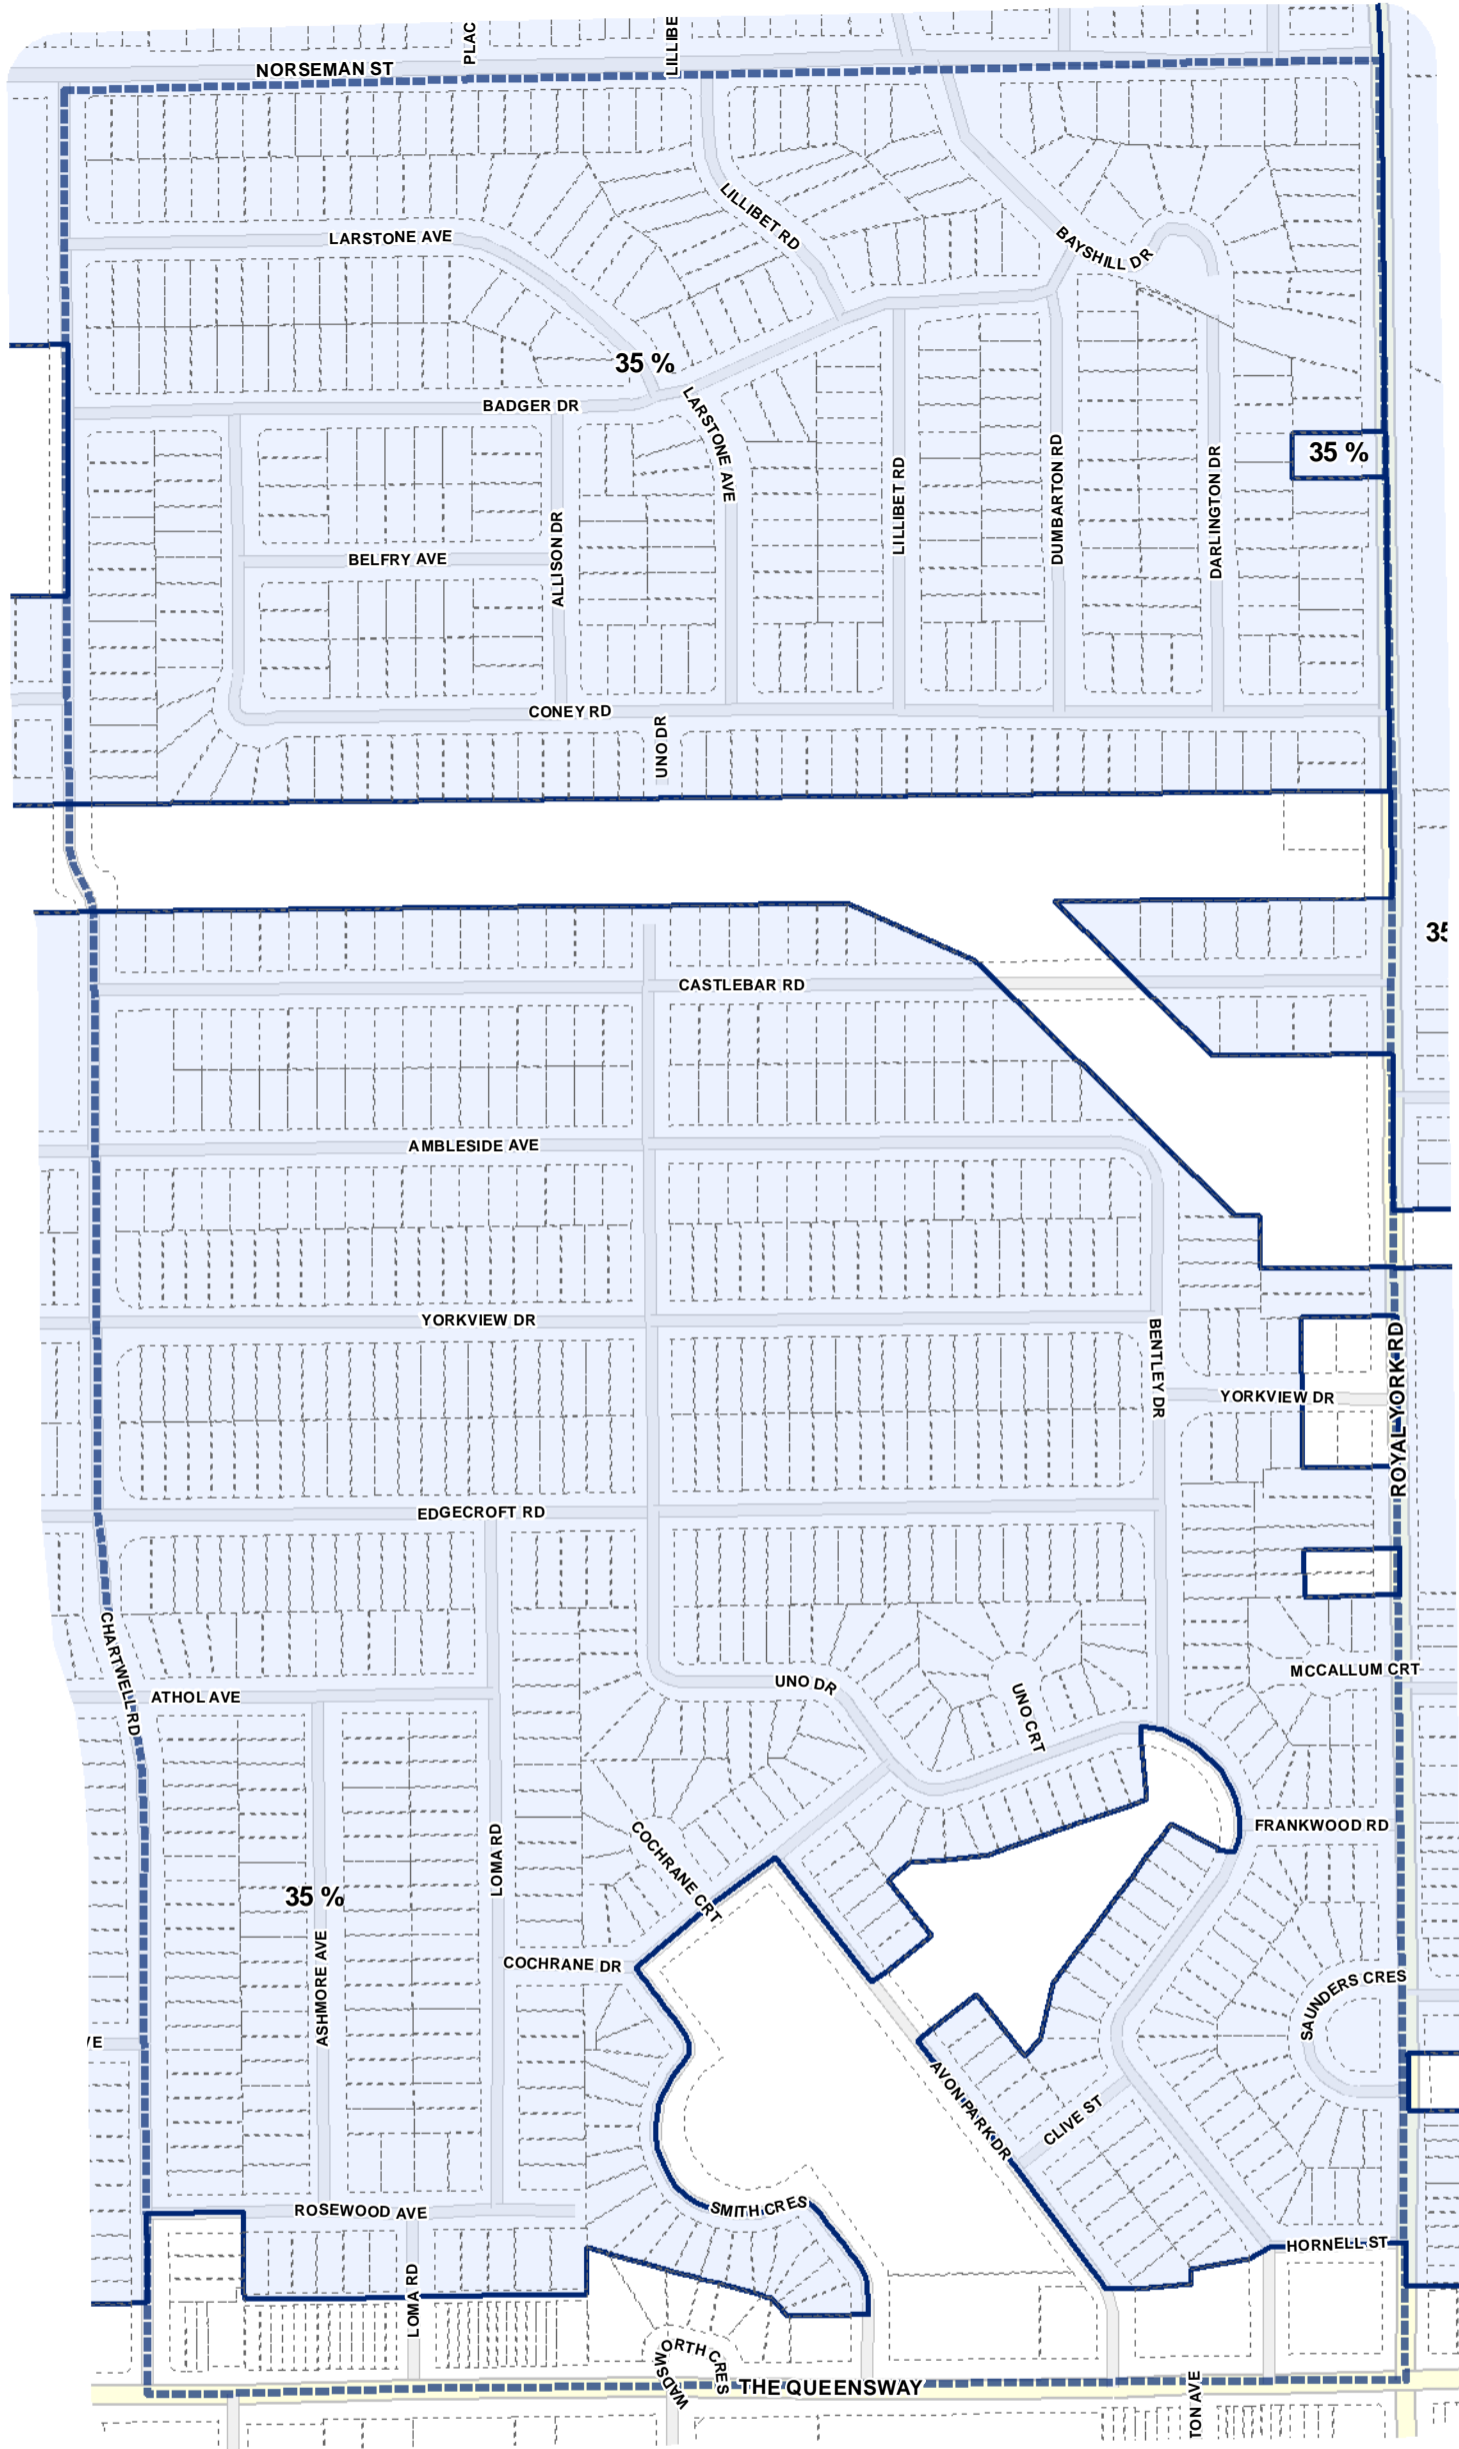 PLAC
LILLIBE
NORSEMAN ST
LILLIBET RD
LARSTONE AVE
BAYSHILL DR
35 %
BADGER DR
LARSTONE AVE
35 %
LILLIBET RD
DUMBARTON RD
DARLINGTON DR
BELFRY AVE
ALLISON DR
CONEY RD
UNO DR
35
CASTLEBAR RD
AMBLESIDE AVE
YORKVIEW DR
BENTLEY DR
YORKVIEW DR
ROYAL YORK RD
EDGECROFT RD
CHARTWELL RD
MCCALLUM CRT
ATHOL AVE
UNO DR
UNO CRT
FRANKWOOD RD
COCHRANE CRT
LOMA RD
35 %
ASHMORE AVE
COCHRANE DR
SAUNDERS CRES
VE
AVON PARK DR
CLIVE ST
ROSEWOOD AVE
SMITH CRES
HORNELL ST
LOMA RD
WADSWORTH CRES
THE QUEENSWAY
TON AVE